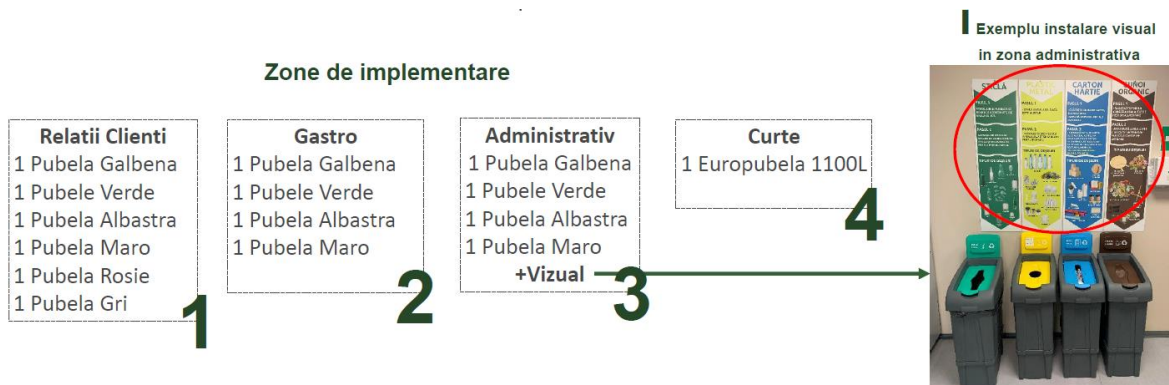 Zone de implementare
Relatii Clienti
1 Pubela Galbena
1 Pubele Verde
1 Pubela Albastra
1 Pubela Maro
1 Pubela Rosie
1 Pubela Gri
1
Gastro
1 Pubela Galbena
1 Pubele Verde
1 Pubela Albastra
1 Pubela Maro
2
Administrativ
1 Pubela Galbena
1 Pubele Verde
1 Pubela Albastra
1 Pubela Maro
+Vizual
3
Curte
1 Europubela 1100L
4
I Exemplu instalare visual
in zona administrativa
STICLĂ
CARTON
HÂRTIE
ORGANIC